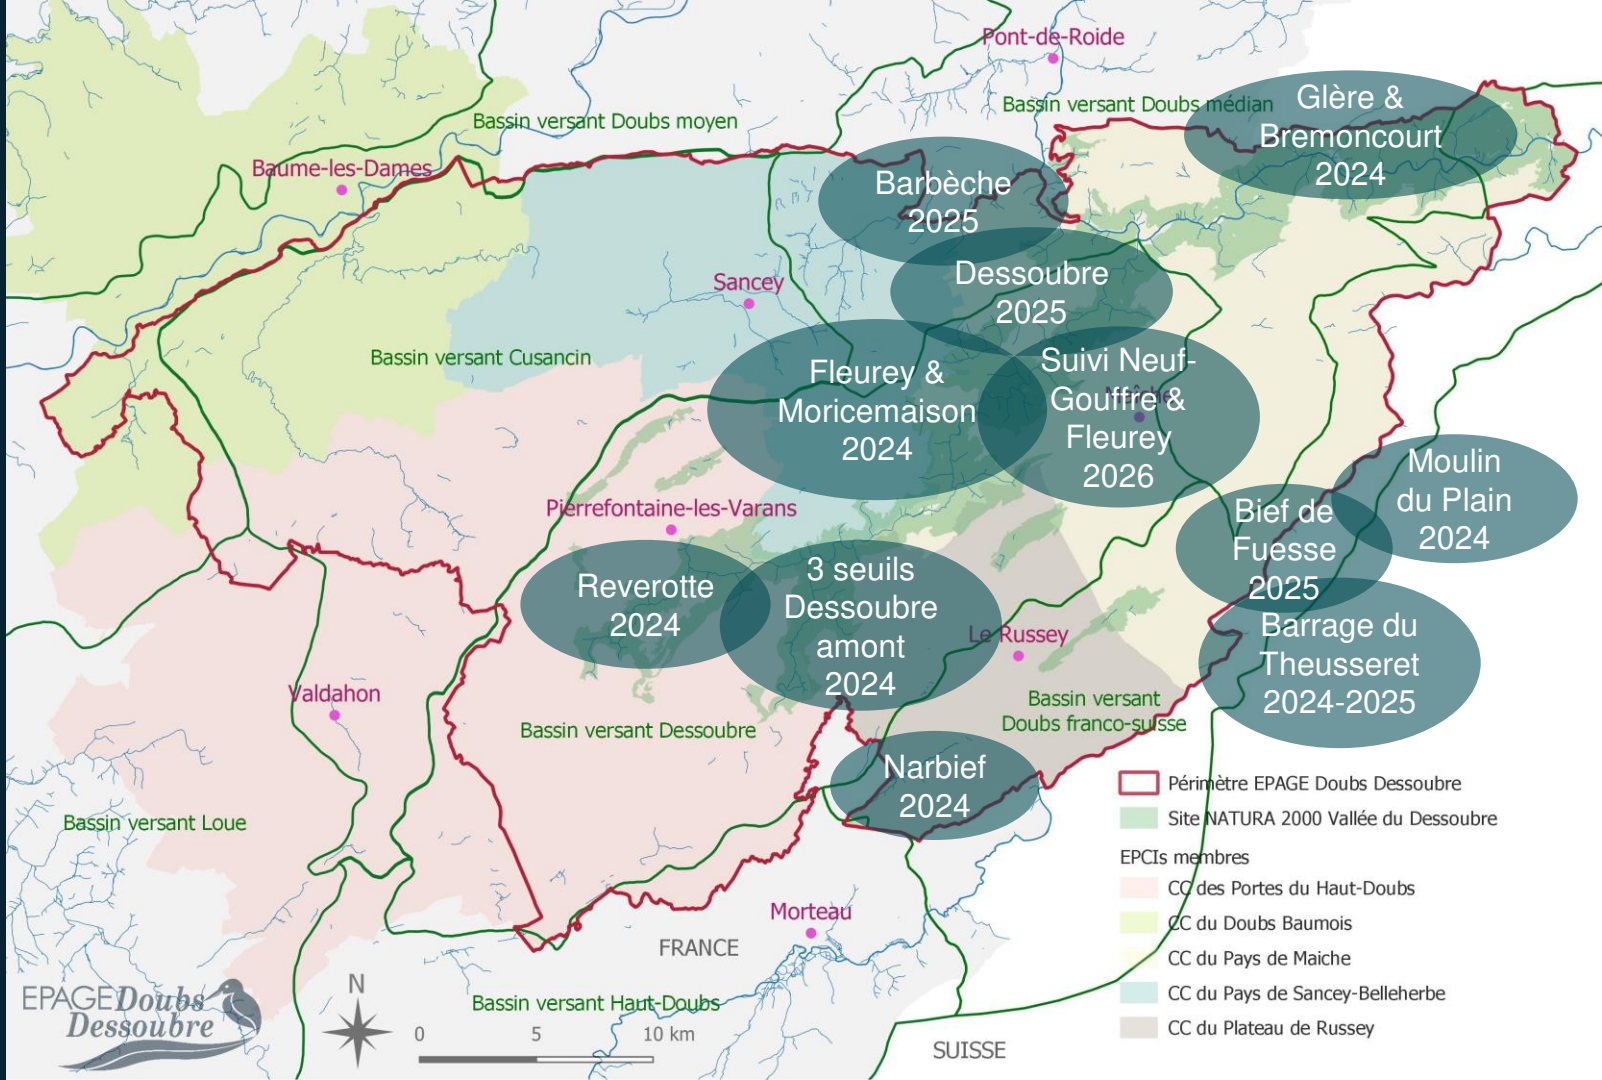 Pont-de-Roide
Bassin versant Doubs médian
Glère &
Bremoncourt
2024
Bassin versant Doubs moyen
Baume-les-Dames
Barbèche
2025
Dessoubre
2025
Sancey
Bassin versant Cusancin
Fleurey &
Moricemaison
2024
Suivi Neuf-
Gouffre &
Fleurey
2026
Moulin
du Plain
2024
Bief de
Fuesse
2025
Pierrefontaine-les-Varans
Reverotte
2024
3 seuils
Dessoubre
amont
2024
Le Russey
Barrage du
Theusseret
2024-2025
Valdahon
Bassin versant Dessoubre
Bassin versant
Doubs franco-suisse
Narbief
2024
Bassin versant Loue
Périmètre EPAGE Doubs Dessoubre
Site NATURA 2000 Vallée du Dessoubre
EPCIs membres
CC des Portes du Haut-Doubs
CC du Doubs Baumois
CC du Pays de Maiche
CC du Pays de Sancey-Belleherbe
CC du Plateau de Russey
Morteau
FRANCE
Bassin versant Haut-Doubs
SUISSE
EPAGE Doubs
Dessoubre
N
0 5 10 km